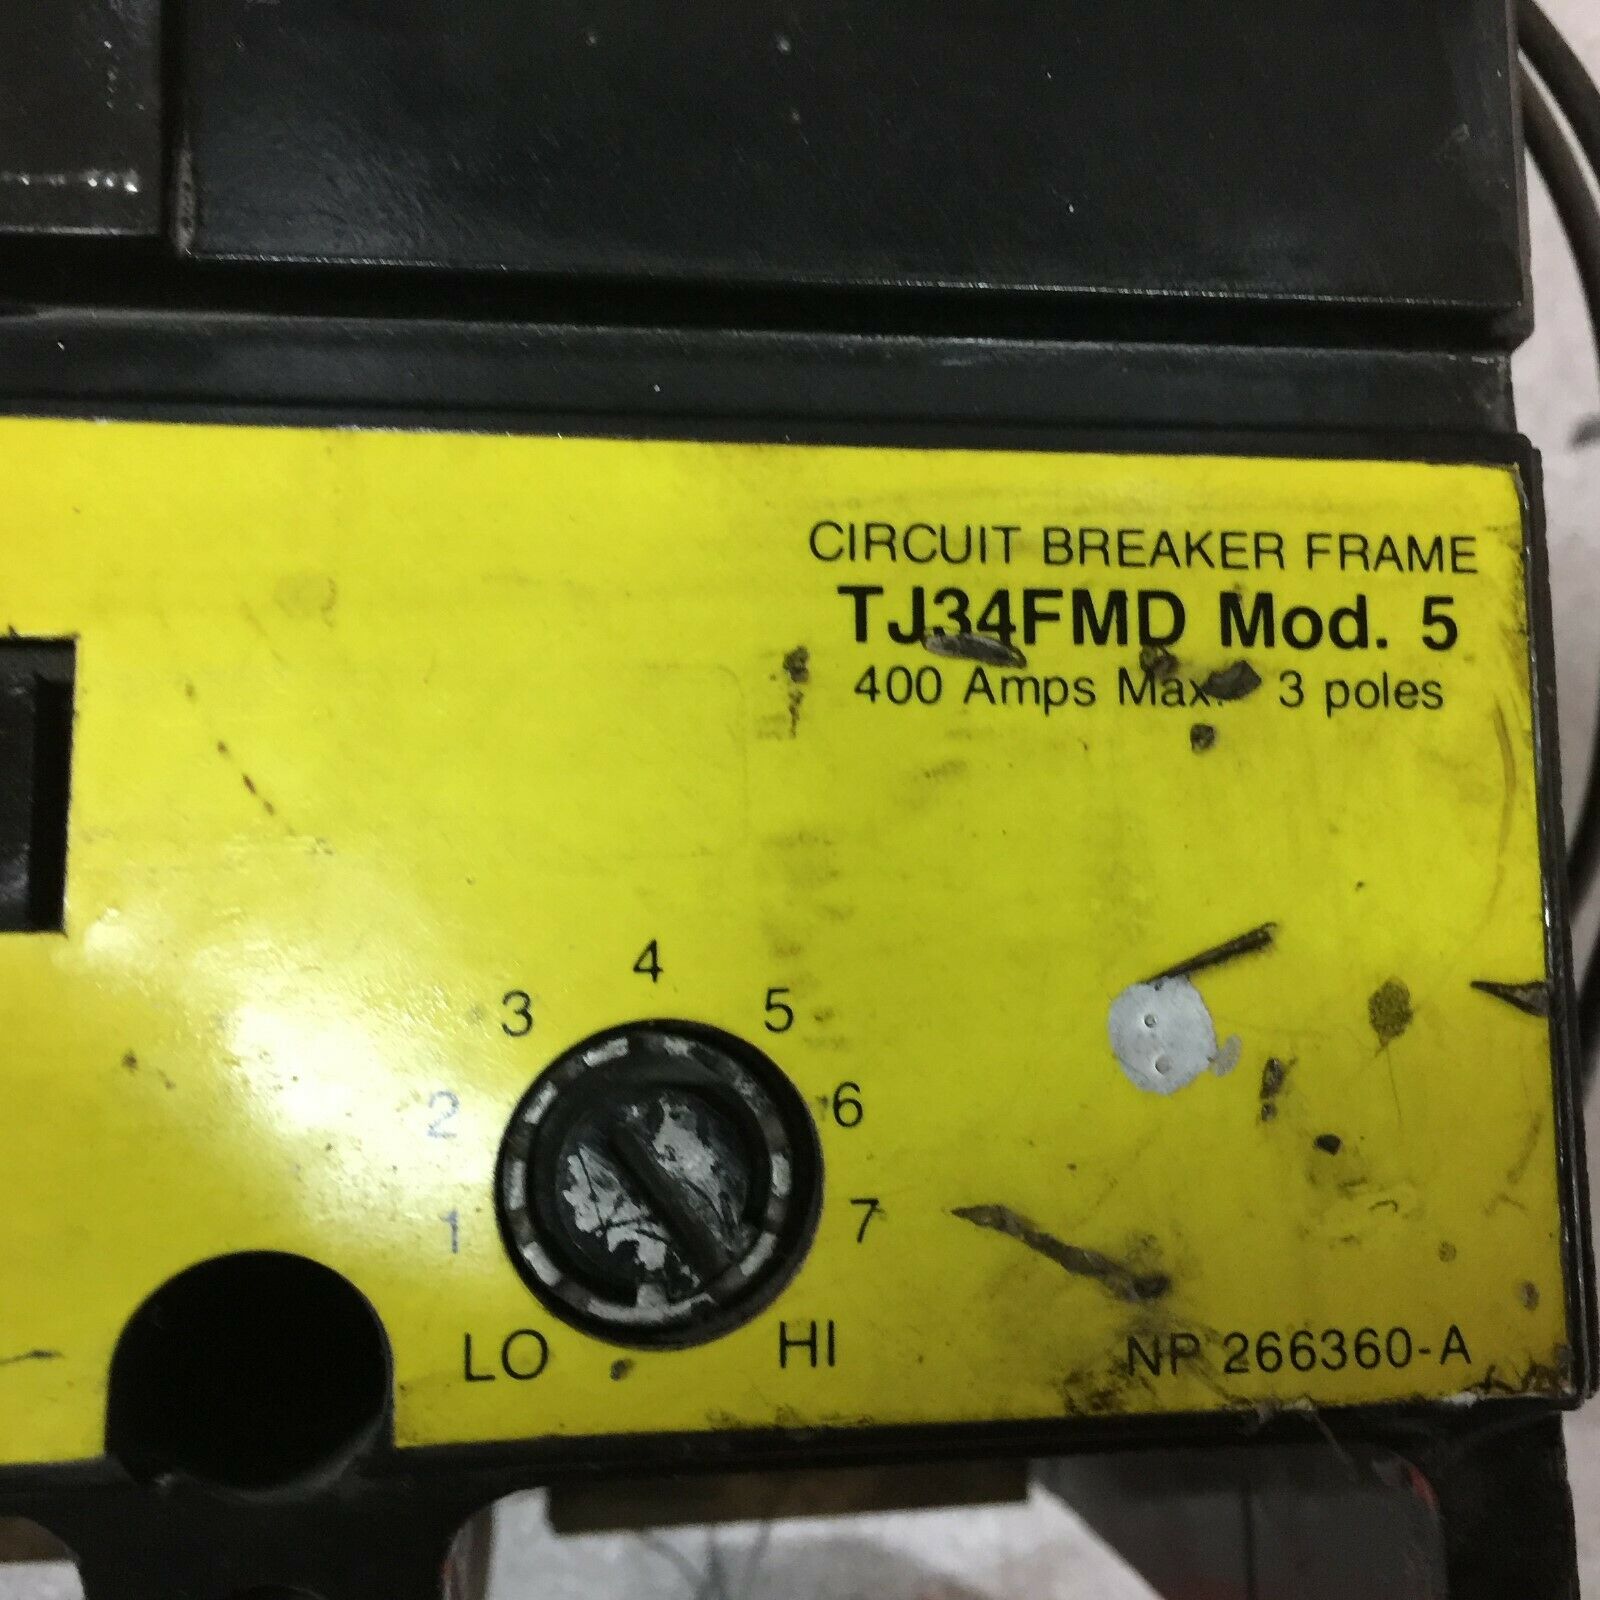 CIRCUIT BREAKER FRAME
TJ34FMD Mod. 5
400 Amps Max. 3 poles
4
3 5
2 6
1 7
LO HI
NP 266360-A